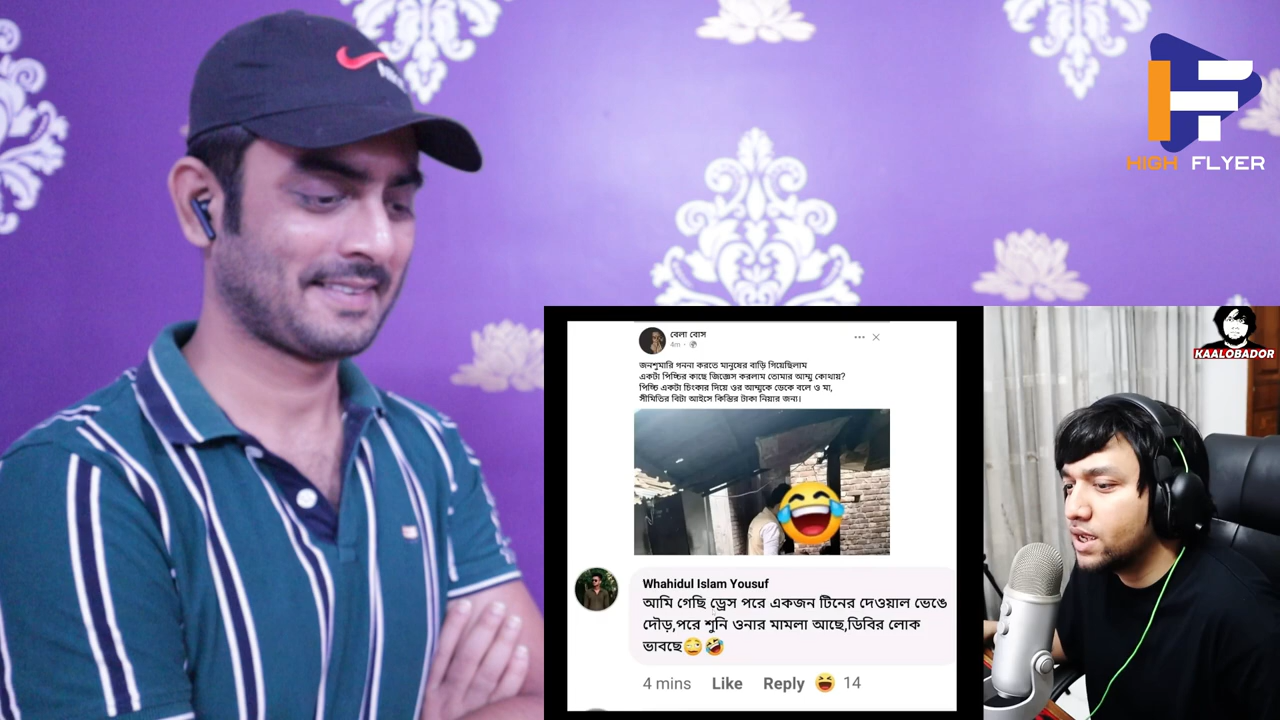 HIGH FLYER
KAALOBADOR
বেলা বোস
4m
জনশুমারি গননা করতে মানুষের বাড়ি গিয়েছিলাম
একটা পিচ্চির কাছে জিজ্ঞেস করলাম তোমার আম্মু কোথায়?
পিচ্চি একটা চিৎকার দিয়ে ওর আম্মুকে ডেকে বলে ও মা,
সীমিতির বিটা আইসে কিস্তির টাকা নিয়ার জন্য।
Whahidul Islam Yousuf
আমি গেছি ড্রেস পরে একজন টিনের দেওয়াল ভেঙে
দৌড়,পরে শুনি ওনার মামলা আছে,ডিবির লোক
ভাবছে🙄🤣
4 mins Like Reply 😆 14